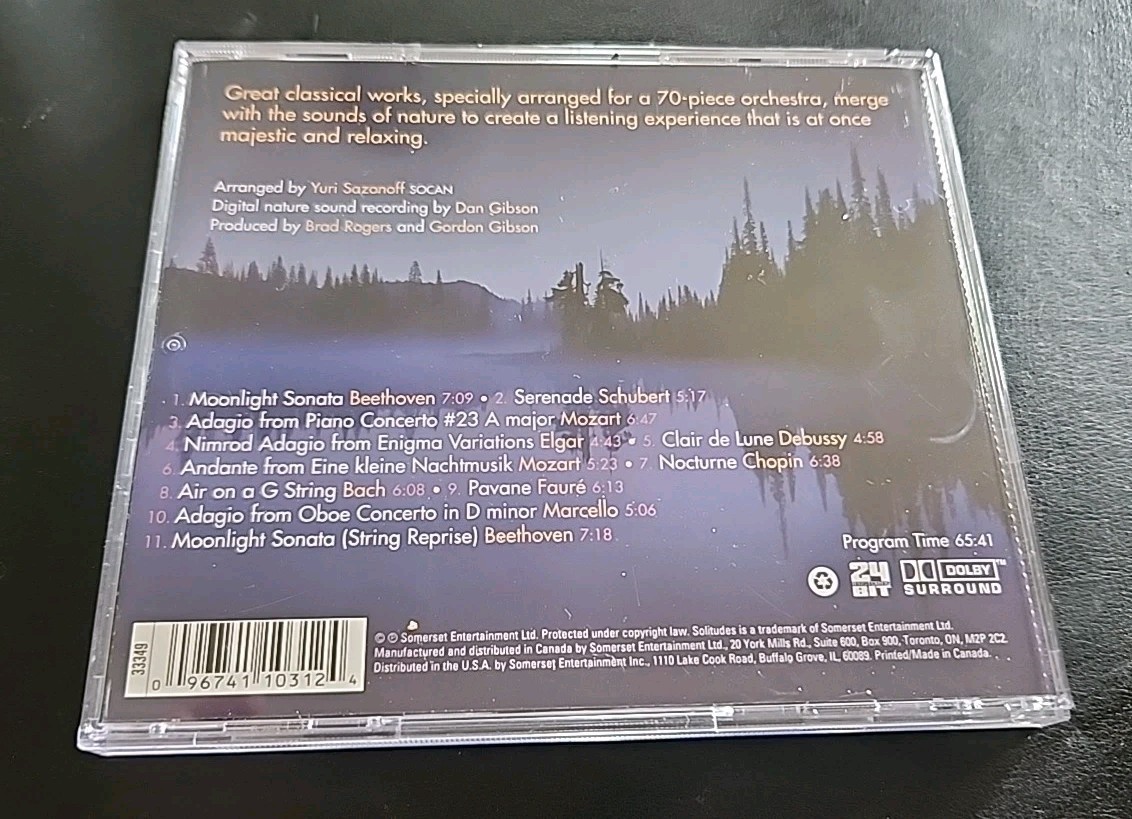 Great classical works, specially arranged for a 70-piece orchestra, merge
with the sounds of nature to create a listening experience that is at once
majestic and relaxing.
Arranged by Yuri Sazanoff SOCAN
Digital nature sound recording by Dan Gibson
Produced by Brad Rogers and Gordon Gibson
1. Moonlight Sonata Beethoven 7:09 • 2. Serenade Schubert 5:17
3. Adagio from Piano Concerto #23 A major Mozart 6:47
4. Nimrod Adagio from Enigma Variations Elgar 4:43 • 5. Clair de Lune Debussy 4:58
6. Andante from Eine kleine Nachtmusik Mozart 5:23 • 7. Nocturne Chopin 6:38
8. Air on a G String Bach 6:08 • 9. Pavane Fauré 6:13
10. Adagio from Oboe Concerto in D minor Marcello 5:06
11. Moonlight Sonata (String Reprise) Beethoven 7:18
Program Time 65:41
24 BIT
DOLBY™
SURROUND
©℗ Somerset Entertainment Ltd. Protected under copyright law. Solitudes is a trademark of Somerset Entertainment Ltd.
Manufactured and distributed in Canada by Somerset Entertainment Ltd., 20 York Mills Rd., Suite 600, Box 900, Toronto, ON, M2P 2C2.
Distributed in the U.S.A. by Somerset Entertainment Inc., 1110 Lake Cook Road, Buffalo Grove, IL, 60089. Printed/Made in Canada.
33349
0 96741 10312 4